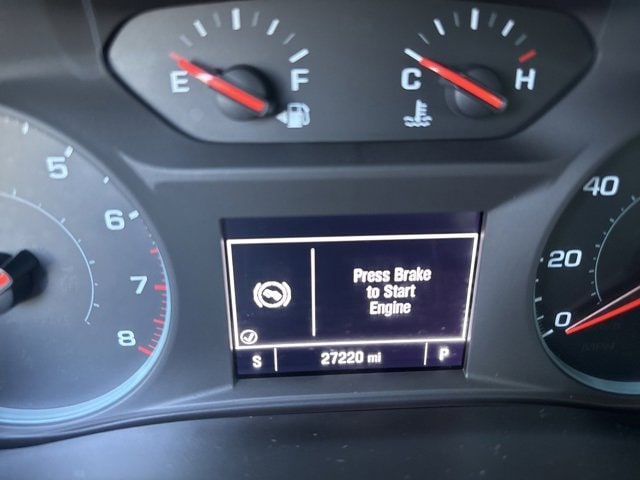 E F
C H
5
6
7
8
40
20
0
Press Brake
to Start
Engine
S 27220 mi P